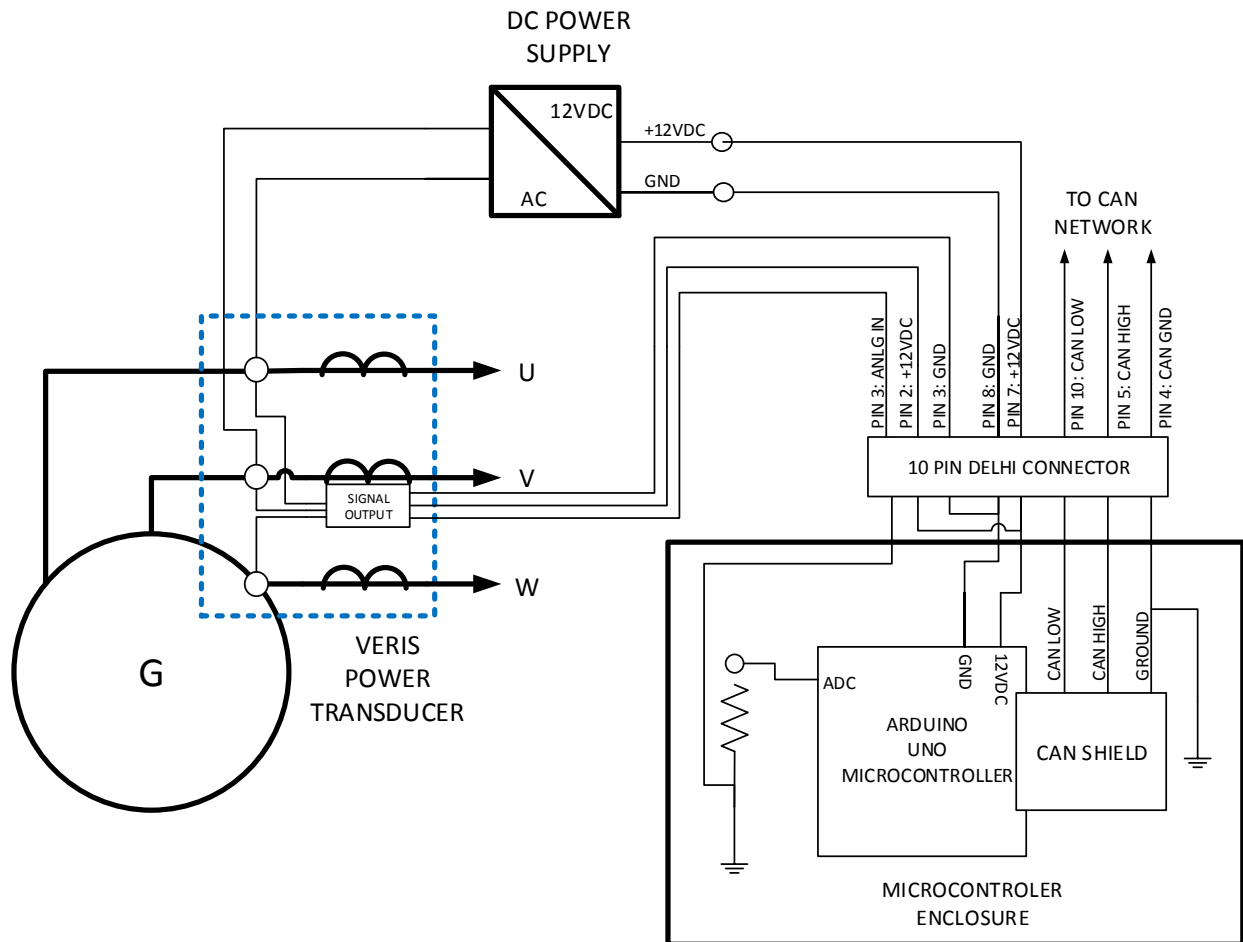 DC POWER
SUPPLY
12VDC
AC
+12VDC
GND
TO CAN
NETWORK
PIN 3: ANLG IN
PIN 2: +12VDC
PIN 3: GND
PIN 8: GND
PIN 7: +12VDC
PIN 10: CAN LOW
PIN 5: CAN HIGH
PIN 4: CAN GND
U
V
W
SIGNAL
OUTPUT
10 PIN DELHI CONNECTOR
G
VERIS
POWER
TRANSDUCER
ADC
GND
12VDC
CAN LOW
CAN HIGH
GROUND
ARDUINO
UNO
MICROCONTROLLER
CAN SHIELD
MICROCONTROLER
ENCLOSURE